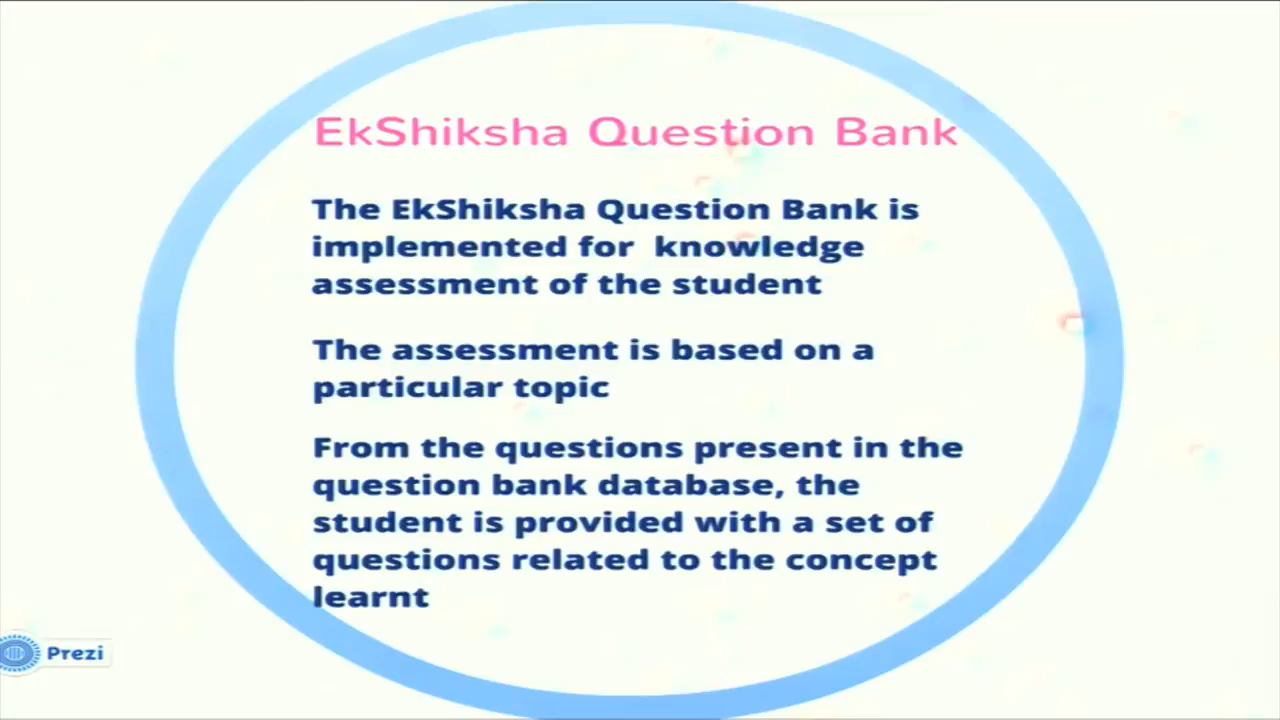 EkShiksha Question Bank
The EkShiksha Question Bank is
implemented for knowledge
assessment of the student
The assessment is based on a
particular topic
From the questions present in the
question bank database, the
student is provided with a set of
questions related to the concept
learnt
Prezi